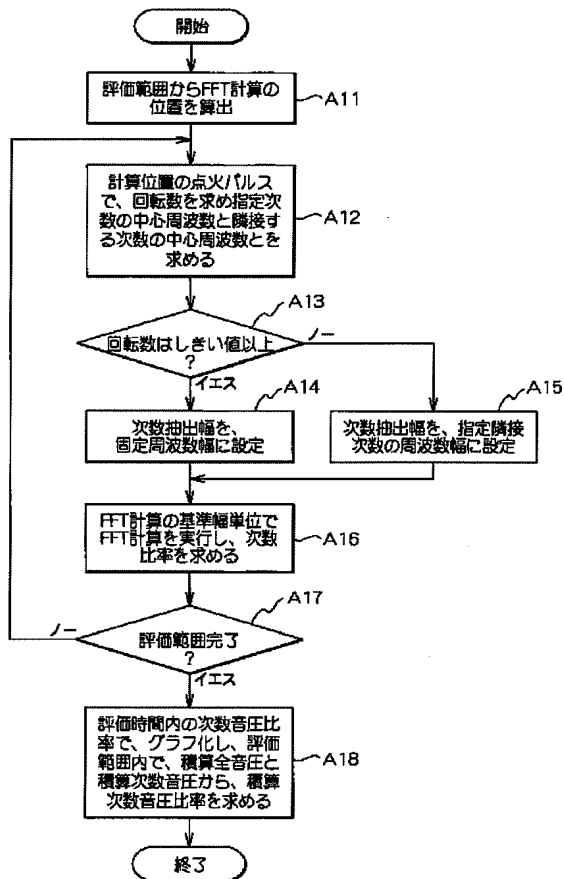 開始
評価範囲からFFT計算の
位置を算出
A11
計算位置の点火パルス
で、回転数を求め指定次
数の中心周波数と隣接す
る次数の中心周波数とを
求める
A12
A13
回転数はしきい値以上
?
ノー
イエス
A14
次数抽出幅を、
固定周波数幅に設定
A15
次数抽出幅を、指定隣接
次数の周波数幅に設定
FFT計算の基準幅単位で
FFT計算を実行し、次数
比率を求める
A16
A17
評価範囲完了
?
ノー
イエス
評価時間内の次数音圧比
率で、グラフ化し、評価
範囲内で、積算全音圧と
積算次数音圧から、積算
次数音圧比率を求める
A18
終了